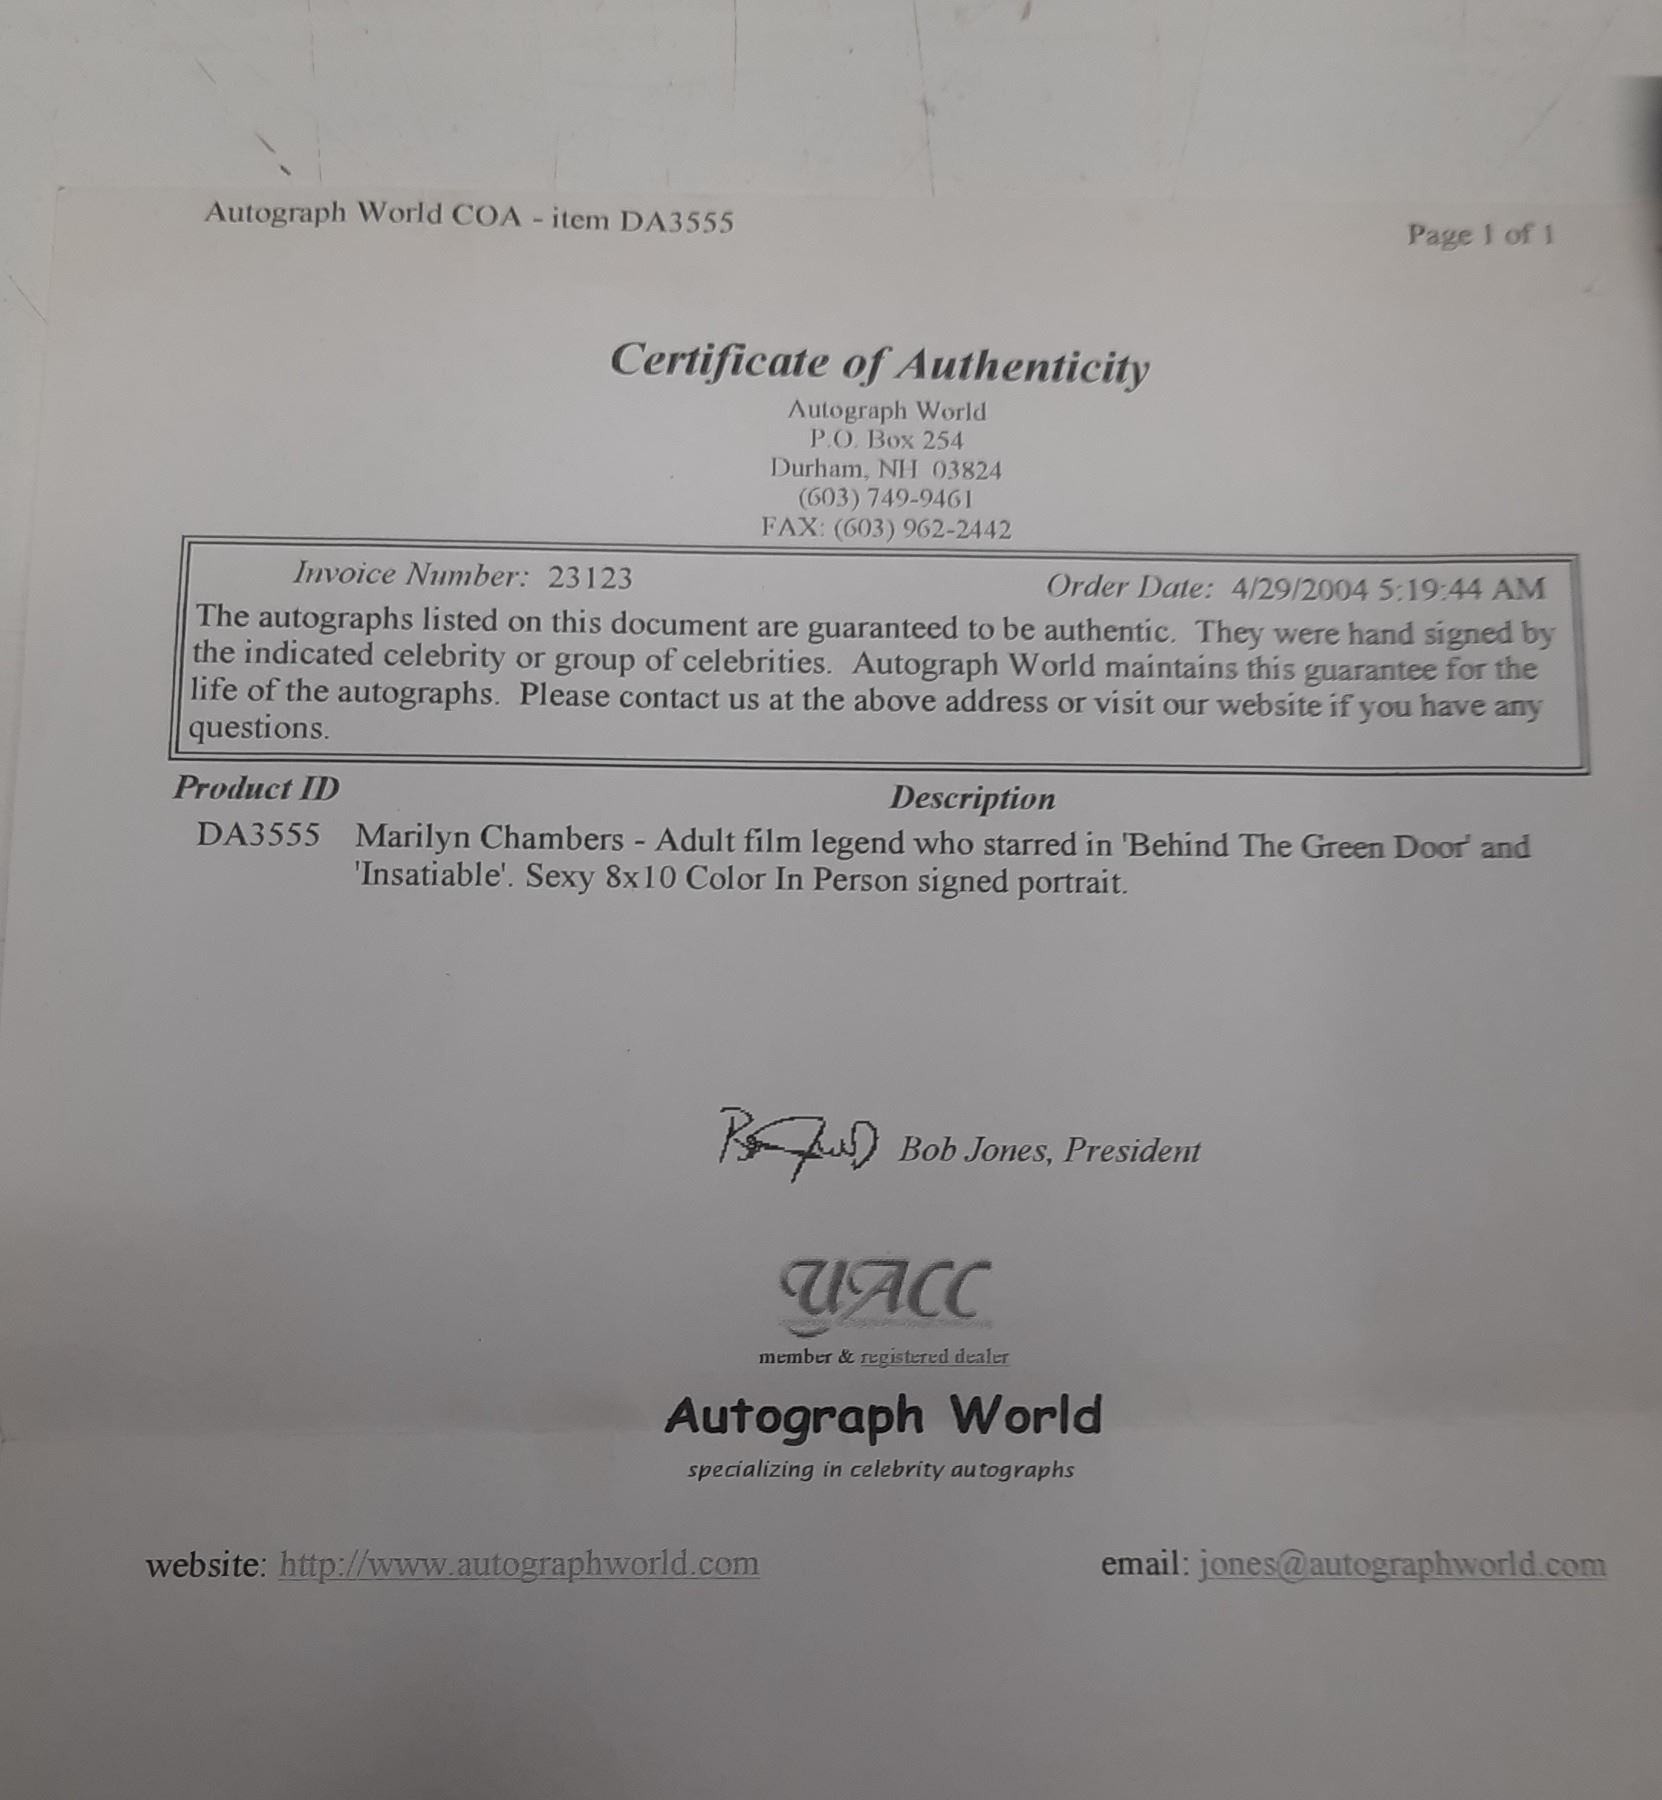 Autograph World COA - item DA3555
Page 1 of 1
Certificate of Authenticity
Autograph World
P.O. Box 254
Durham, NH 03824
(603) 749-9461
FAX: (603) 962-2442
Invoice Number: 23123
Order Date: 4/29/2004 5:19:44 AM
The autographs listed on this document are guaranteed to be authentic. They were hand signed by
the indicated celebrity or group of celebrities. Autograph World maintains this guarantee for the
life of the autographs. Please contact us at the above address or visit our website if you have any
questions.
Product ID
Description
DA3555 Marilyn Chambers - Adult film legend who starred in 'Behind The Green Door' and
'Insatiable'. Sexy 8x10 Color In Person signed portrait.
Bob Jones, President
UACC
member & registered dealer
Autograph World
specializing in celebrity autographs
website: http://www.autographworld.com
email: jones@autographworld.com